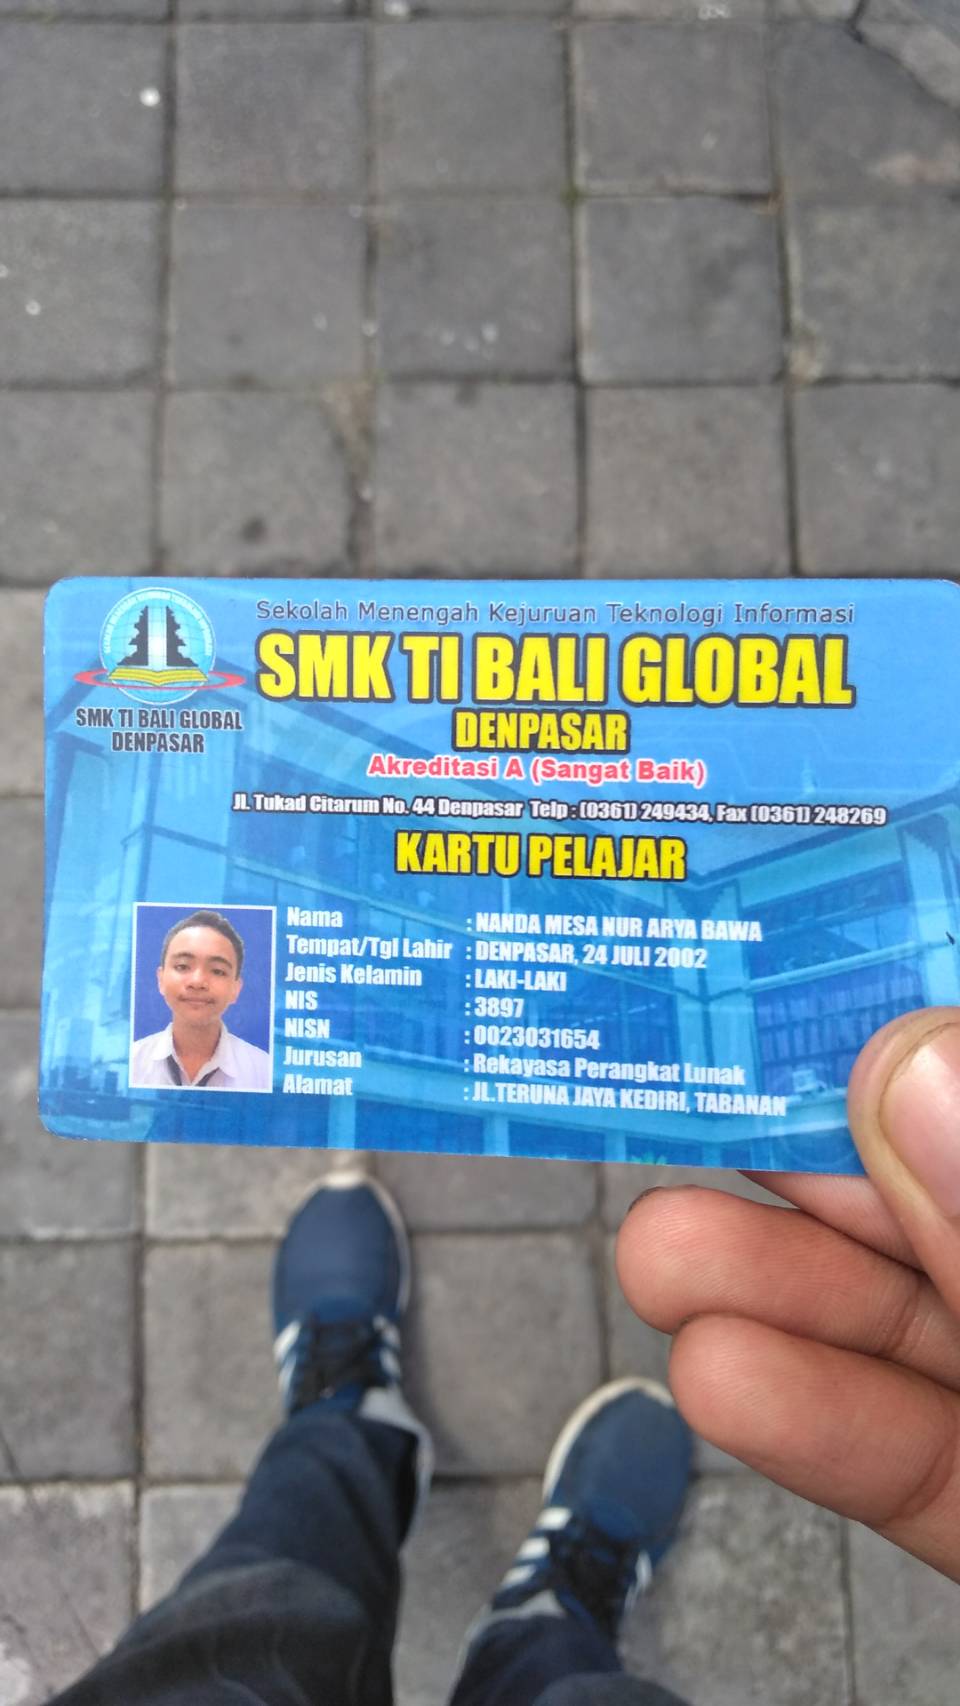 Sekolah Menengah Kejuruan Teknologi Informasi
SMK TI BALI GLOBAL
DENPASAR
SMK TI BALI GLOBAL
DENPASAR
Akreditasi A (Sangat Baik)
Jl. Tukad Citarum No. 44 Denpasar Telp : (0361) 249434, Fax (0361) 248269
KARTU PELAJAR
Nama : NANDA MESA NUR ARYA BAWA
Tempat/Tgl Lahir : DENPASAR, 24 JULI 2002
Jenis Kelamin : LAKI-LAKI
NIS : 3897
NISN : 0023031654
Jurusan : Rekayasa Perangkat Lunak
Alamat : JL.TERUNA JAYA KEDIRI, TABANAN